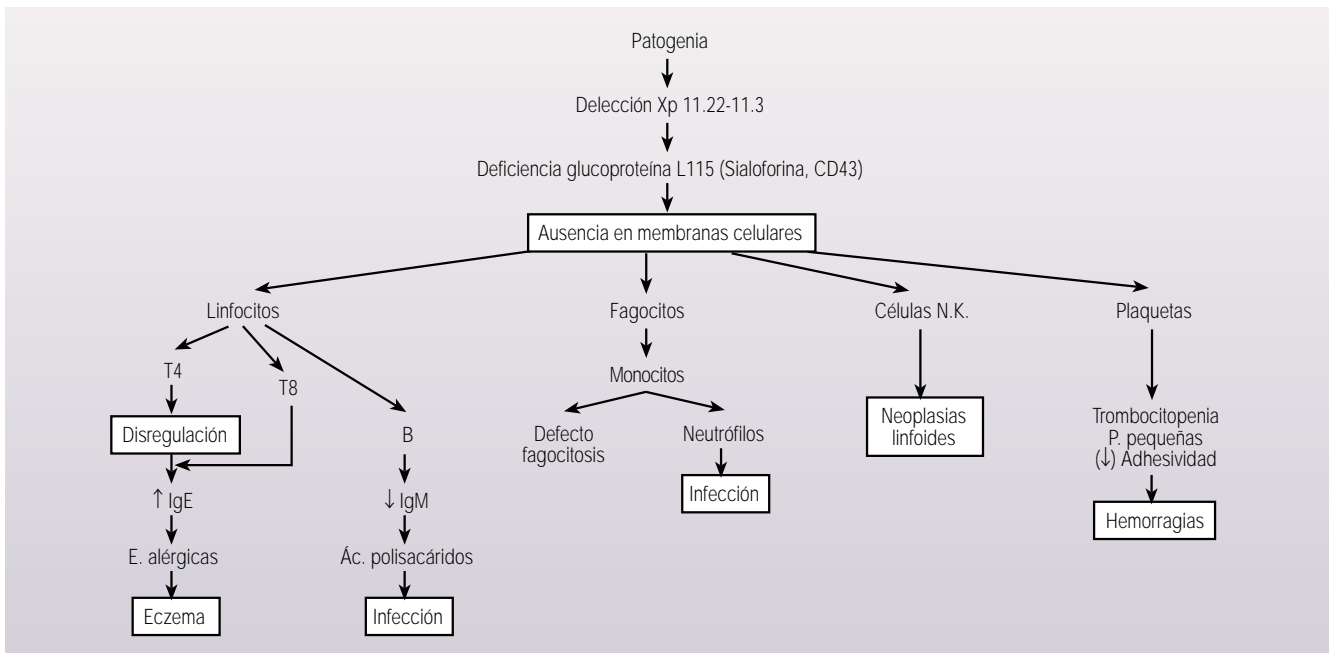 Patogenia
Delección Xp 11.22-11.3
Deficiencia glucoproteína L115 (Sialoforina, CD43)
Ausencia en membranas celulares
Linfocitos
Fagocitos
Células N.K.
Plaquetas
T4
T8
Monocitos
Disregulación
B
Defecto
fagocitosis
Neutrófilos
Neoplasias
linfoides
Trombocitopenia
P. pequeñas
(↓) Adhesividad
↑ IgE
↓ IgM
Infección
Hemorragias
E. alérgicas
Ác. polisacáridos
Eczema
Infección